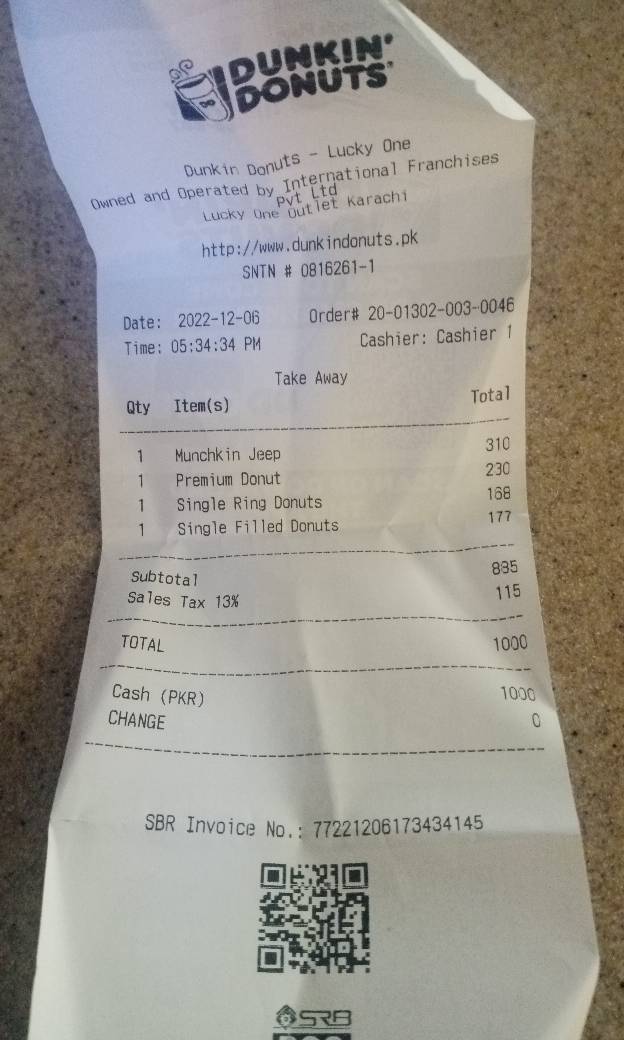 DUNKIN'
DONUTS
Dunkin Donuts - Lucky One
Owned and Operated by International Franchises
Pvt Ltd
Lucky One Outlet Karachi
http://www.dunkindonuts.pk
SNTN # 0816261-1
Date: 2022-12-06 Order# 20-01302-003-0046
Time: 05:34:34 PM Cashier: Cashier 1
Take Away
Qty Item(s) Total
1 Munchkin Jeep 310
1 Premium Donut 230
1 Single Ring Donuts 168
1 Single Filled Donuts 177
Subtotal 885
Sales Tax 13% 115
TOTAL 1000
Cash (PKR) 1000
CHANGE 0
SBR Invoice No.: 77221206173434145
SRB